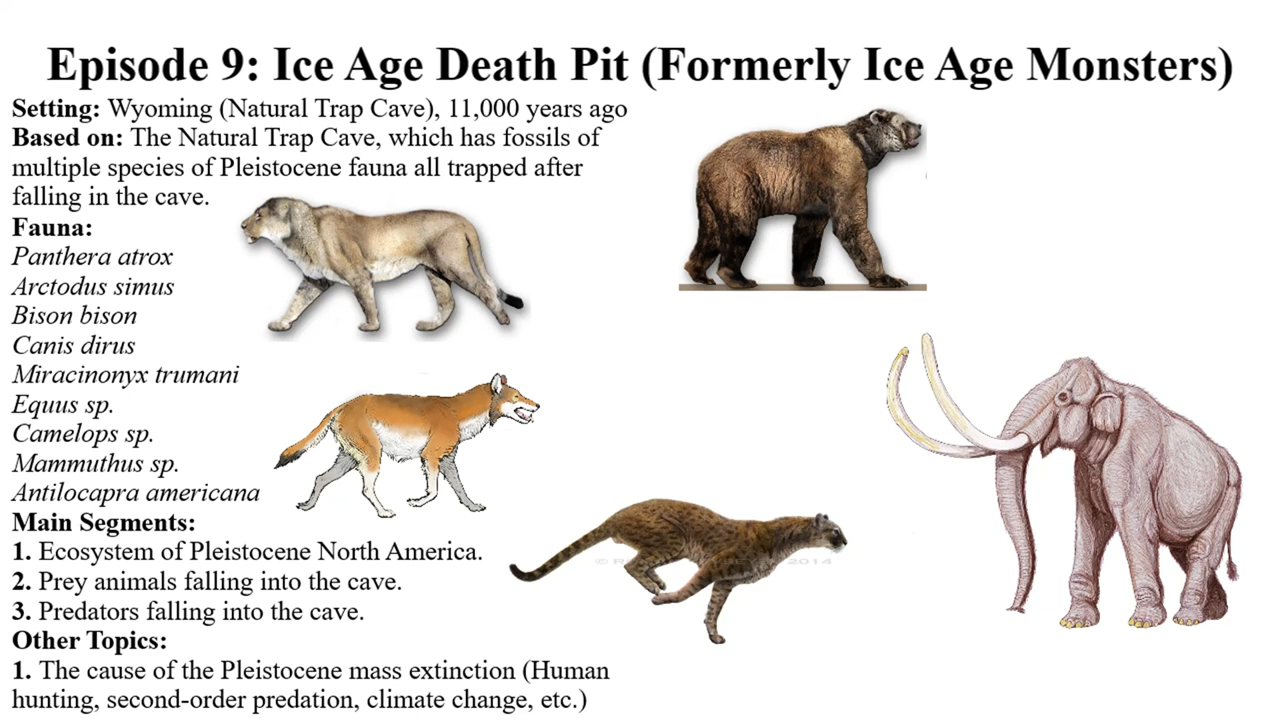 Episode 9: Ice Age Death Pit (Formerly Ice Age Monsters)
Setting: Wyoming (Natural Trap Cave), 11,000 years ago
Based on: The Natural Trap Cave, which has fossils of
multiple species of Pleistocene fauna all trapped after
falling in the cave.
Fauna:
Panthera atrox
Arctodus simus
Bison bison
Canis dirus
Miracinonyx trumani
Equus sp.
Camelops sp.
Mammuthus sp.
Antilocapra americana
Main Segments:
1. Ecosystem of Pleistocene North America.
2. Prey animals falling into the cave.
3. Predators falling into the cave.
Other Topics:
1. The cause of the Pleistocene mass extinction (Human
hunting, second-order predation, climate change, etc.)
2014